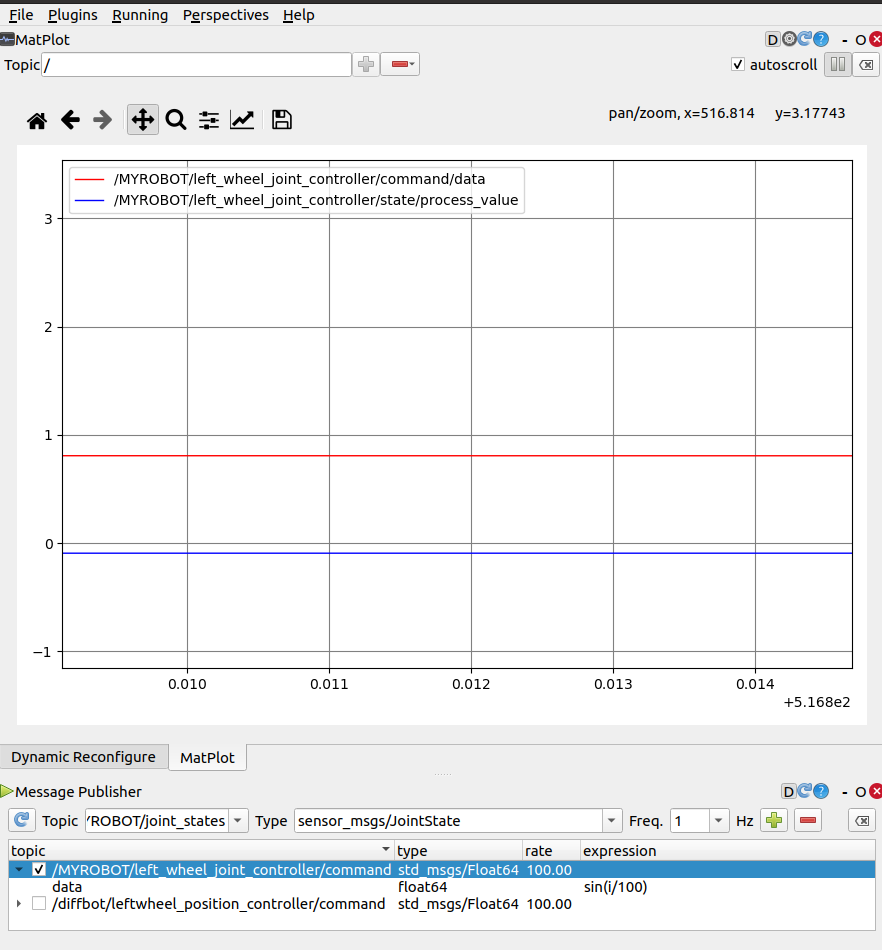 File Plugins Running Perspectives Help
MatPlot D ? - O
Topic / autoscroll
pan/zoom, x=516.814 y=3.17743
/MYROBOT/left_wheel_joint_controller/command/data
/MYROBOT/left_wheel_joint_controller/state/process_value
3
2
1
0
−1
0.010 0.011 0.012 0.013 0.014
+5.168e2
Dynamic Reconfigure MatPlot
Message Publisher D ? - O
Topic ROBOT/joint_states Type sensor_msgs/JointState Freq. 1 Hz
topic type rate expression
/MYROBOT/left_wheel_joint_controller/command std_msgs/Float64 100.00
data float64 sin(i/100)
/diffbot/leftwheel_position_controller/command std_msgs/Float64 100.00